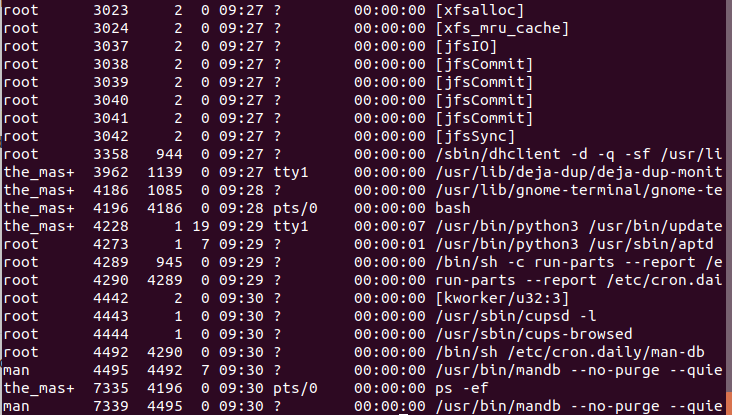 root      3023     2  0 09:27 ?        00:00:00 [xfsalloc]
root      3024     2  0 09:27 ?        00:00:00 [xfs_mru_cache]
root      3037     2  0 09:27 ?        00:00:00 [jfsIO]
root      3038     2  0 09:27 ?        00:00:00 [jfsCommit]
root      3039     2  0 09:27 ?        00:00:00 [jfsCommit]
root      3040     2  0 09:27 ?        00:00:00 [jfsCommit]
root      3041     2  0 09:27 ?        00:00:00 [jfsCommit]
root      3042     2  0 09:27 ?        00:00:00 [jfsSync]
root      3358   944  0 09:27 ?        00:00:00 /sbin/dhclient -d -q -sf /usr/li
the_mas+  3962  1139  0 09:27 tty1     00:00:00 /usr/lib/deja-dup/deja-dup-monit
the_mas+  4186  1085  0 09:28 ?        00:00:00 /usr/lib/gnome-terminal/gnome-te
the_mas+  4196  4186  0 09:28 pts/0    00:00:00 bash
the_mas+  4228     1 19 09:29 tty1     00:00:07 /usr/bin/python3 /usr/bin/update
root      4273     1  7 09:29 ?        00:00:01 /usr/bin/python3 /usr/sbin/aptd
root      4289   945  0 09:29 ?        00:00:00 /bin/sh -c run-parts --report /e
root      4290  4289  0 09:29 ?        00:00:00 run-parts --report /etc/cron.dai
root      4442     2  0 09:30 ?        00:00:00 [kworker/u32:3]
root      4443     1  0 09:30 ?        00:00:00 /usr/sbin/cupsd -l
root      4444     1  0 09:30 ?        00:00:00 /usr/sbin/cups-browsed
root      4492  4290  0 09:30 ?        00:00:00 /bin/sh /etc/cron.daily/man-db
man       4495  4492  7 09:30 ?        00:00:00 /usr/bin/mandb --no-purge --quie
the_mas+  7335  4196  0 09:30 pts/0    00:00:00 ps -ef
man       7339  4495  0 09:30 ?        00:00:00 /usr/bin/mandb --no-purge --quie